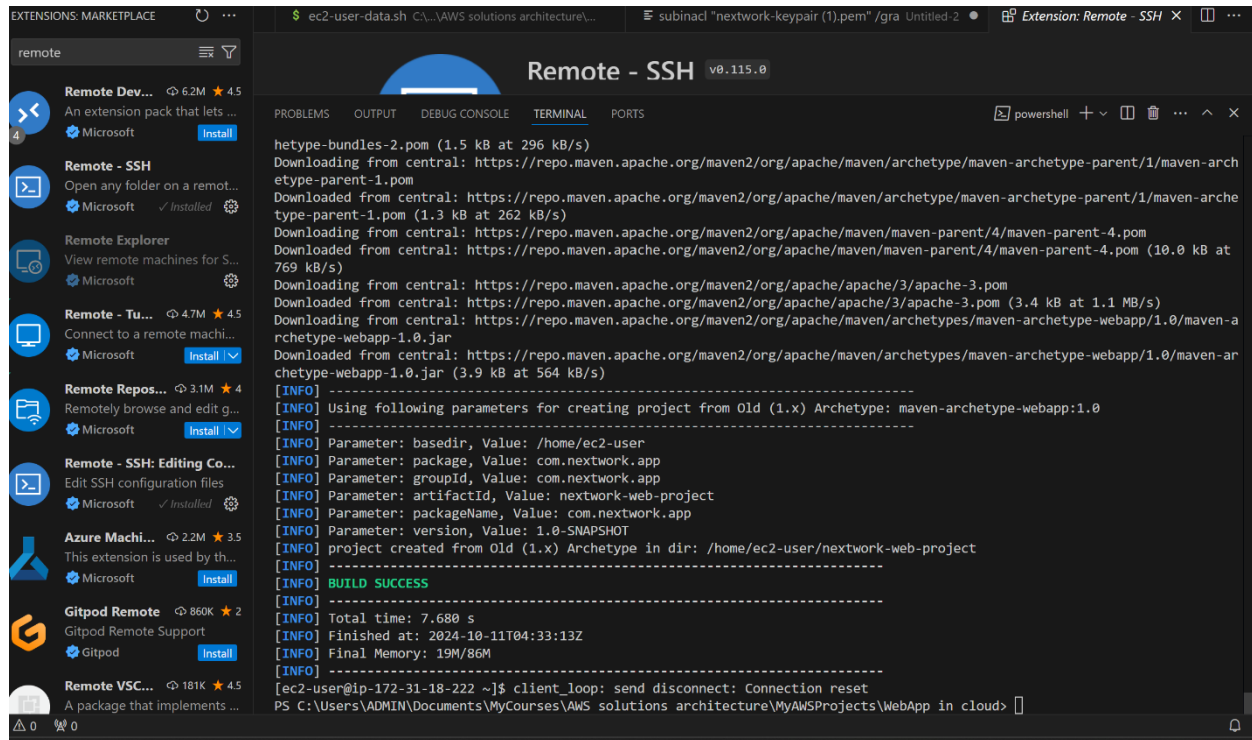 EXTENSIONS: MARKETPLACE
remote
Remote Dev... 6.2M ★ 4.5
An extension pack that lets ...
Microsoft Install
4
Remote - SSH
Open any folder on a remot...
Microsoft ✓ Installed
Remote Explorer
View remote machines for S...
Microsoft
Remote - Tu... 4.7M ★ 4.5
Connect to a remote machi...
Microsoft Install
Remote Repos... 3.1M ★ 4
Remotely browse and edit g...
Microsoft Install
Remote - SSH: Editing Co...
Edit SSH configuration files
Microsoft ✓ Installed
Azure Machi... 2.2M ★ 3.5
This extension is used by th...
Microsoft Install
Gitpod Remote 860K ★ 2
Gitpod Remote Support
Gitpod Install
Remote VSC... 181K ★ 4.5
A package that implements ...
0 0
$ ec2-user-data.sh C:\...\AWS solutions architecture\...
subinacl "nextwork-keypair (1).pem" /gra Untitled-2 ●
Extension: Remote - SSH
Remote - SSH v0.115.0
PROBLEMS OUTPUT DEBUG CONSOLE TERMINAL PORTS
powershell
hetype-bundles-2.pom (1.5 kB at 296 kB/s)
Downloading from central: https://repo.maven.apache.org/maven2/org/apache/maven/archetype/maven-archetype-parent/1/maven-arch
etype-parent-1.pom
Downloaded from central: https://repo.maven.apache.org/maven2/org/apache/maven/archetype/maven-archetype-parent/1/maven-arche
type-parent-1.pom (1.3 kB at 262 kB/s)
Downloading from central: https://repo.maven.apache.org/maven2/org/apache/maven/maven-parent/4/maven-parent-4.pom
Downloaded from central: https://repo.maven.apache.org/maven2/org/apache/maven/maven-parent/4/maven-parent-4.pom (10.0 kB at
769 kB/s)
Downloading from central: https://repo.maven.apache.org/maven2/org/apache/apache/3/apache-3.pom
Downloaded from central: https://repo.maven.apache.org/maven2/org/apache/apache/3/apache-3.pom (3.4 kB at 1.1 MB/s)
Downloading from central: https://repo.maven.apache.org/maven2/org/apache/maven/archetypes/maven-archetype-webapp/1.0/maven-a
rchetype-webapp-1.0.jar
Downloaded from central: https://repo.maven.apache.org/maven2/org/apache/maven/archetypes/maven-archetype-webapp/1.0/maven-ar
chetype-webapp-1.0.jar (3.9 kB at 564 kB/s)
[INFO] ----------------------------------------------------------------------------
[INFO] Using following parameters for creating project from Old (1.x) Archetype: maven-archetype-webapp:1.0
[INFO] ----------------------------------------------------------------------------
[INFO] Parameter: basedir, Value: /home/ec2-user
[INFO] Parameter: package, Value: com.nextwork.app
[INFO] Parameter: groupId, Value: com.nextwork.app
[INFO] Parameter: artifactId, Value: nextwork-web-project
[INFO] Parameter: packageName, Value: com.nextwork.app
[INFO] Parameter: version, Value: 1.0-SNAPSHOT
[INFO] project created from Old (1.x) Archetype in dir: /home/ec2-user/nextwork-web-project
[INFO] ------------------------------------------------------------------------
[INFO] BUILD SUCCESS
[INFO] ------------------------------------------------------------------------
[INFO] Total time: 7.680 s
[INFO] Finished at: 2024-10-11T04:33:13Z
[INFO] Final Memory: 19M/86M
[INFO] ------------------------------------------------------------------------
[ec2-user@ip-172-31-18-222 ~]$ client_loop: send disconnect: Connection reset
PS C:\Users\ADMIN\Documents\MyCourses\AWS solutions architecture\MyAWSProjects\WebApp in cloud>